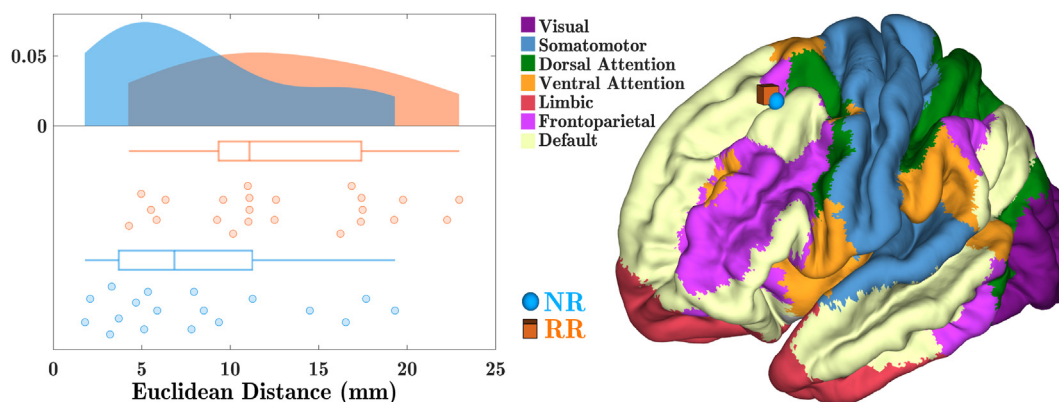 0.05
0
0 5 10 15 20 25
Euclidean Distance (mm)
Visual
Somatomotor
Dorsal Attention
Ventral Attention
Limbic
Frontoparietal
Default
NR
RR